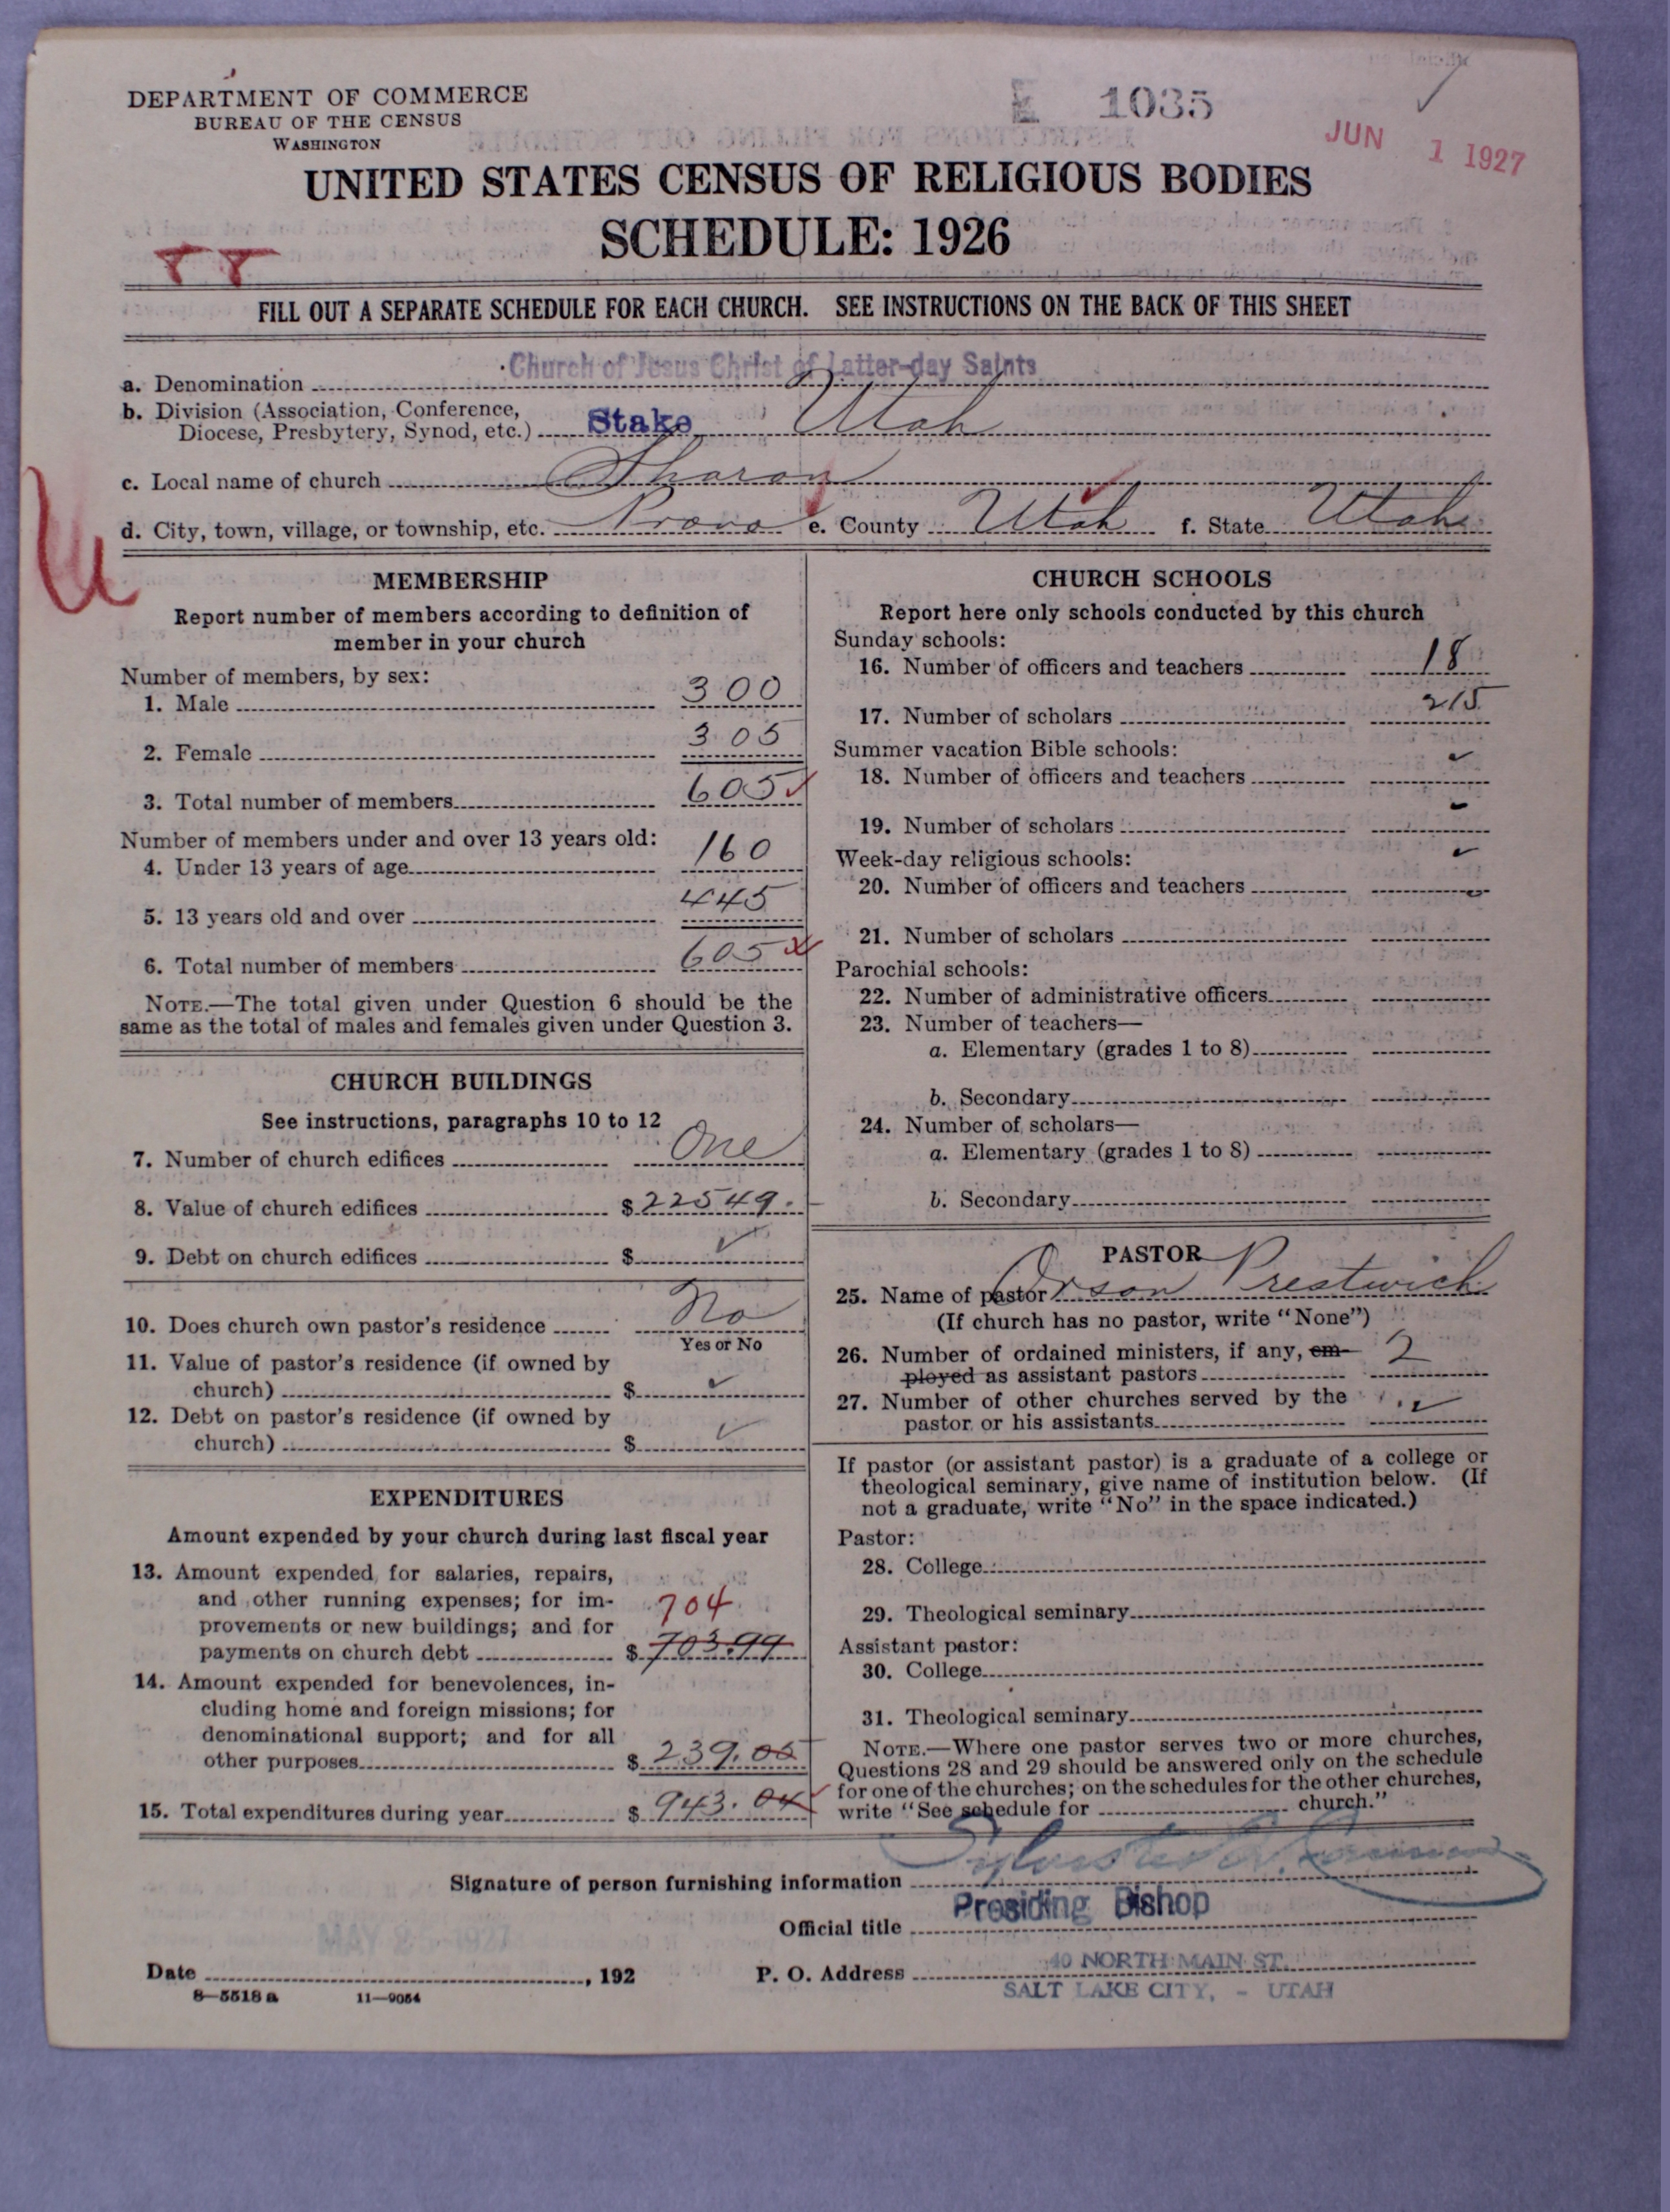 DEPARTMENT OF COMMERCE
BUREAU OF THE CENSUS
WASHINGTON
E 1035
JUN 1 1927
UNITED STATES CENSUS OF RELIGIOUS BODIES
SCHEDULE: 1926
FILL OUT A SEPARATE SCHEDULE FOR EACH CHURCH. SEE INSTRUCTIONS ON THE BACK OF THIS SHEET
a. Denomination Church of Jesus Christ of Latter-day Saints
b. Division (Association, Conference,
Diocese, Presbytery, Synod, etc.) Stake Utah
c. Local name of church Sharon
d. City, town, village, or township, etc. Provo e. County Utah f. State Utah
MEMBERSHIP
Report number of members according to definition of
member in your church
Number of members, by sex:
1. Male 300
2. Female 305
3. Total number of members 605
Number of members under and over 13 years old:
4. Under 13 years of age 160
5. 13 years old and over 445
6. Total number of members 605
NOTE.—The total given under Question 6 should be the
same as the total of males and females given under Question 3.
CHURCH BUILDINGS
See instructions, paragraphs 10 to 12
7. Number of church edifices One
8. Value of church edifices $ 22549.
9. Debt on church edifices $ ✓
10. Does church own pastor's residence No
Yes or No
11. Value of pastor's residence (if owned by
church) $ ✓
12. Debt on pastor's residence (if owned by
church) $ ✓
EXPENDITURES
Amount expended by your church during last fiscal year
13. Amount expended for salaries, repairs,
and other running expenses; for im-
provements or new buildings; and for 704
payments on church debt $ 703.99
14. Amount expended for benevolences, in-
cluding home and foreign missions; for
denominational support; and for all
other purposes $ 239.05
15. Total expenditures during year $ 943.04
CHURCH SCHOOLS
Report here only schools conducted by this church
Sunday schools:
16. Number of officers and teachers 18
17. Number of scholars 215
Summer vacation Bible schools:
18. Number of officers and teachers ✓
19. Number of scholars
Week-day religious schools:
20. Number of officers and teachers ✓
21. Number of scholars
Parochial schools:
22. Number of administrative officers
23. Number of teachers—
a. Elementary (grades 1 to 8)
b. Secondary
24. Number of scholars—
a. Elementary (grades 1 to 8)
b. Secondary
PASTOR
25. Name of pastor Orson Prestwich
(If church has no pastor, write "None")
26. Number of ordained ministers, if any, em-
ployed as assistant pastors 2
27. Number of other churches served by the
pastor or his assistants ✓
If pastor (or assistant pastor) is a graduate of a college or
theological seminary, give name of institution below. (If
not a graduate, write "No" in the space indicated.)
Pastor:
28. College
29. Theological seminary
Assistant pastor:
30. College
31. Theological seminary
NOTE.—Where one pastor serves two or more churches,
Questions 28 and 29 should be answered only on the schedule
for one of the churches; on the schedules for the other churches,
write "See schedule for church."
Signature of person furnishing information Sylvester Q. Cannon
Official title Presiding Bishop
Date MAY 2 1927, 192
P. O. Address 40 NORTH MAIN ST.
SALT LAKE CITY, - UTAH
8—5518 a 11—9054